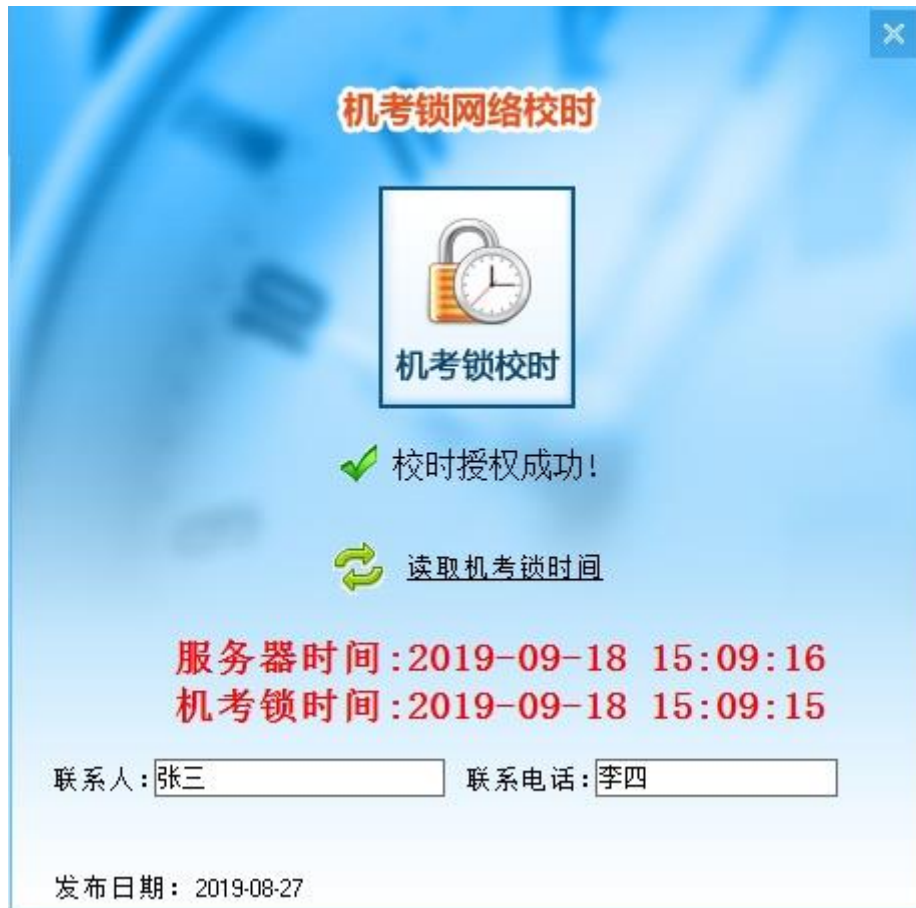 机考锁网络校时
机考锁校时
校时授权成功!
读取机考锁时间
服务器时间:2019-09-18 15:09:16
机考锁时间:2019-09-18 15:09:15
联系人:张三 联系电话:李四
发布日期: 2019-08-27